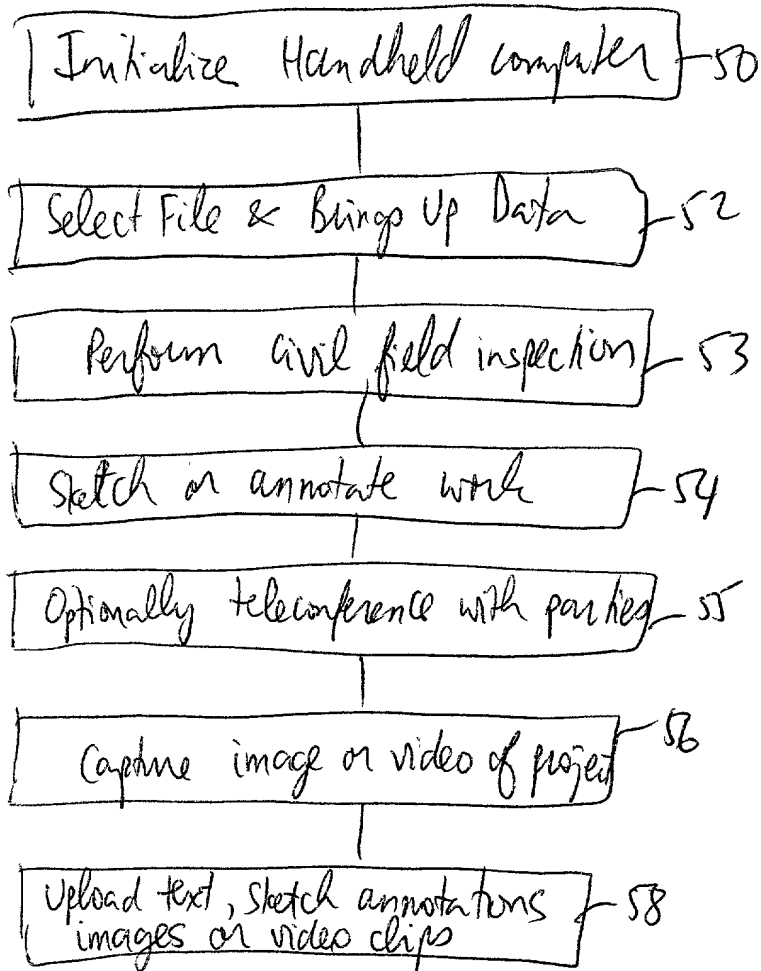 Initialize Handheld computer 50
Select File & Brings Up Data 52
Perform civil field inspection 53
Sketch or annotate work 54
Optionally teleconference with parties 55
Capture image or video of project 56
Upload text, sketch annotations 58
images or video clips